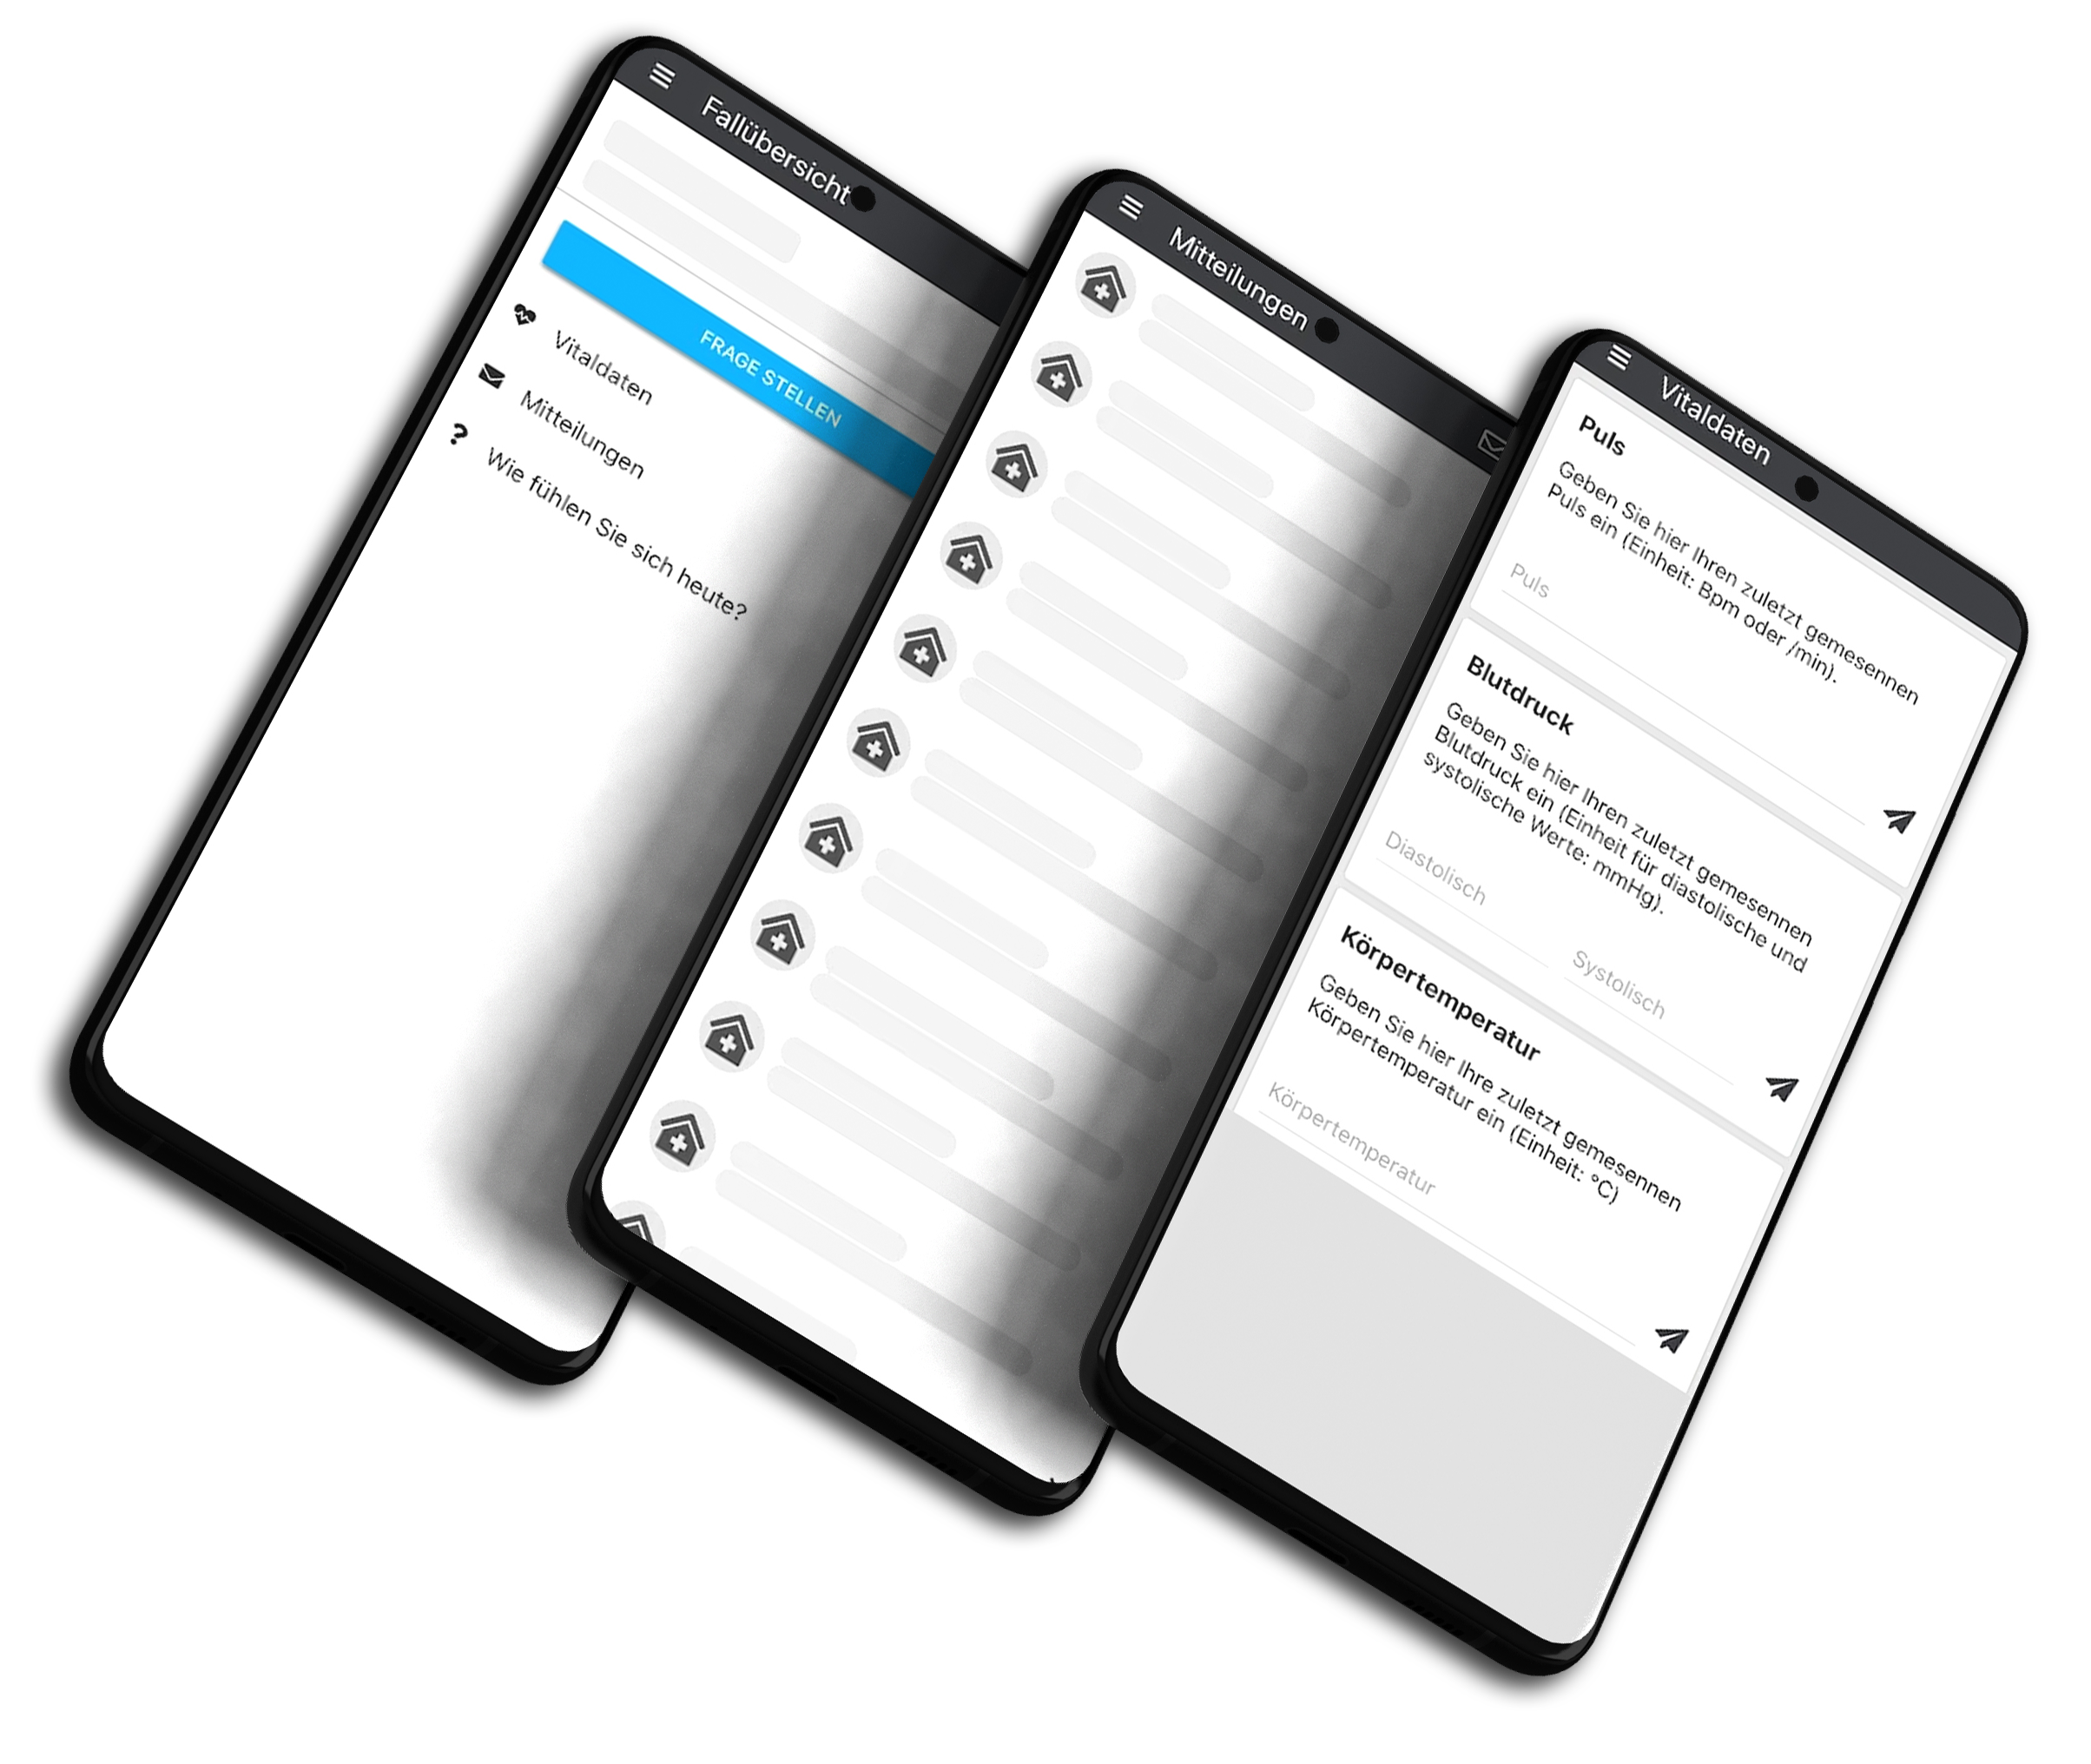 Fallübersicht
FRAGE STELLEN
Vitaldaten
Mitteilungen
? Wie fühlen Sie sich heute?
Mitteilungen
Vitaldaten
Puls
Geben Sie hier Ihren zuletzt gemesennen
Puls ein (Einheit: Bpm oder /min).
Puls
Blutdruck
Geben Sie hier Ihren zuletzt gemesennen
Blutdruck ein (Einheit für diastolische und
systolische Werte: mmHg).
Diastolisch
Systolisch
Körpertemperatur
Geben Sie hier Ihre zuletzt gemesennen
Körpertemperatur ein (Einheit: °C)
Körpertemperatur